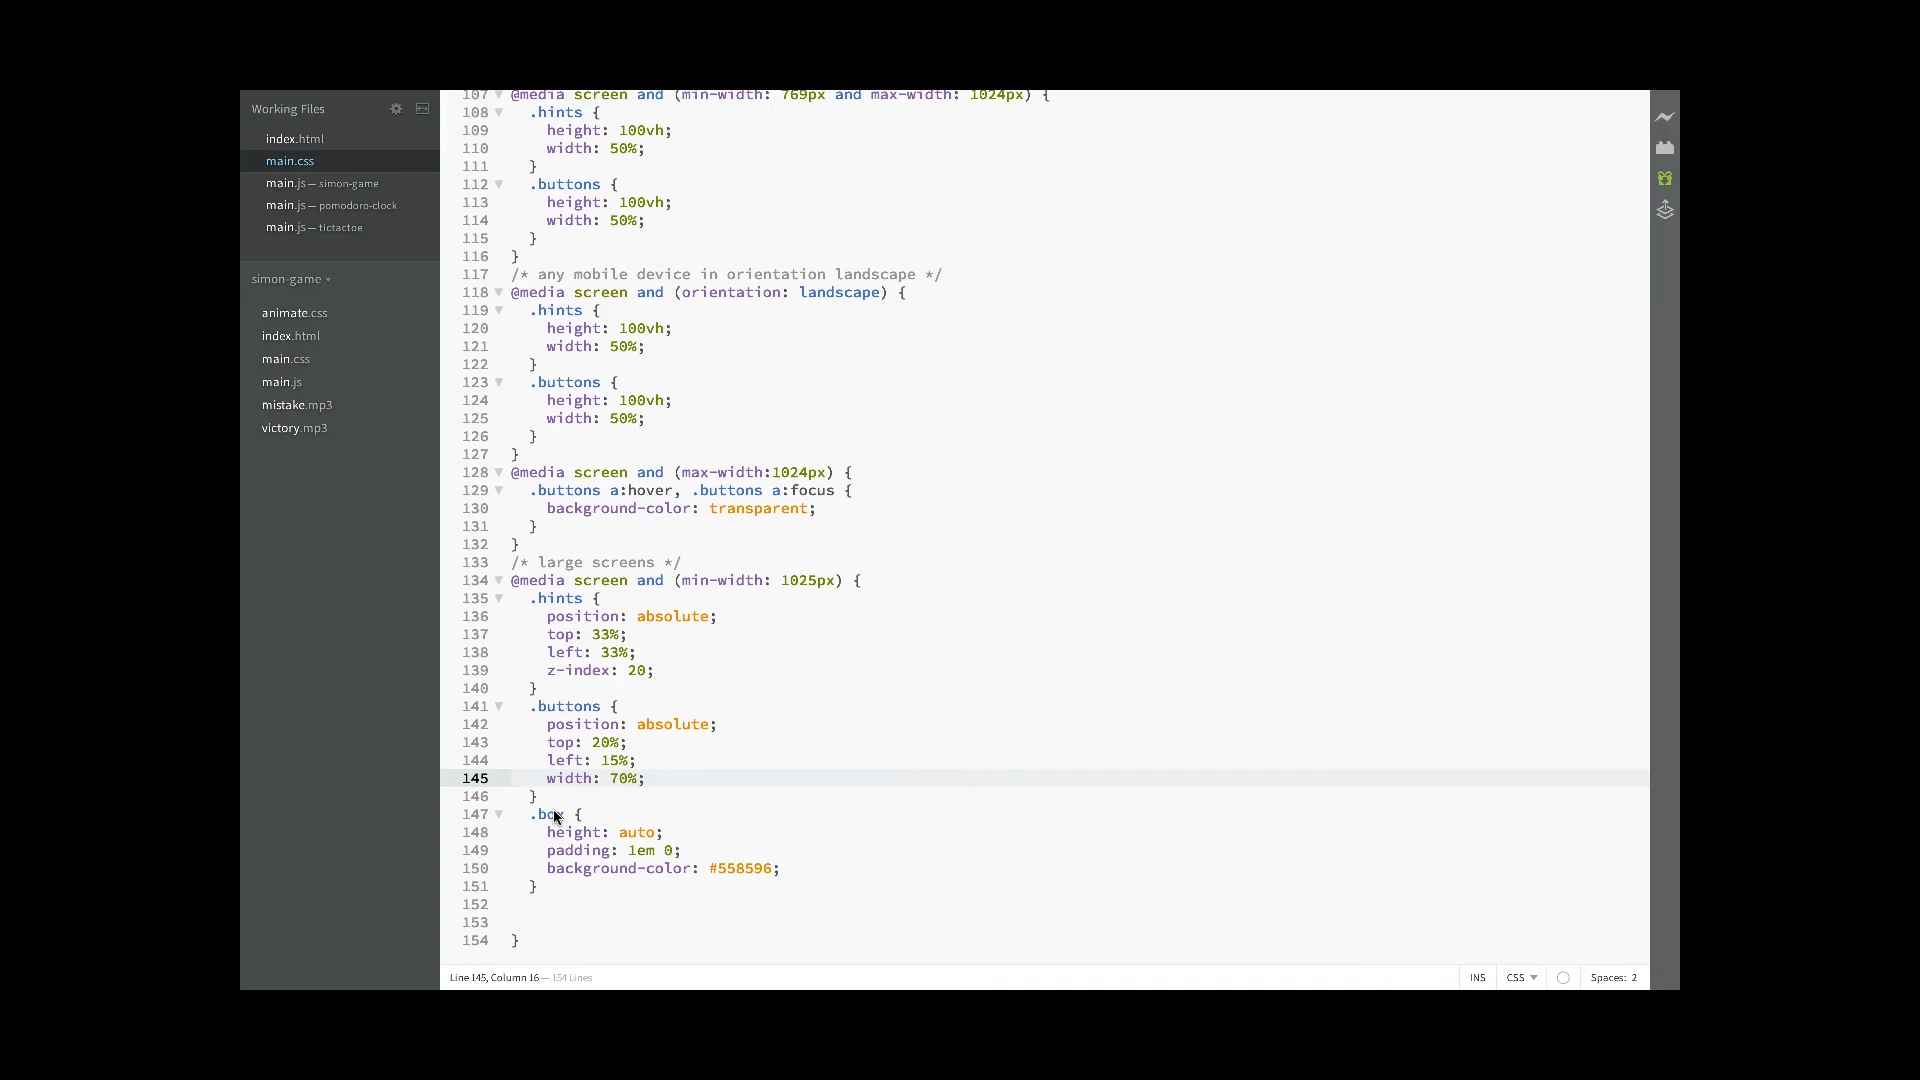 Working Files
index.html
main.css
main.js — simon-game
main.js — pomodoro-clock
main.js — tictactoe
simon-game
animate.css
index.html
main.css
main.js
mistake.mp3
victory.mp3
107 @media screen and (min-width: 769px and max-width: 1024px) {
108 .hints {
109 height: 100vh;
110 width: 50%;
111 }
112 .buttons {
113 height: 100vh;
114 width: 50%;
115 }
116 }
117 /* any mobile device in orientation landscape */
118 @media screen and (orientation: landscape) {
119 .hints {
120 height: 100vh;
121 width: 50%;
122 }
123 .buttons {
124 height: 100vh;
125 width: 50%;
126 }
127 }
128 @media screen and (max-width:1024px) {
129 .buttons a:hover, .buttons a:focus {
130 background-color: transparent;
131 }
132 }
133 /* large screens */
134 @media screen and (min-width: 1025px) {
135 .hints {
136 position: absolute;
137 top: 33%;
138 left: 33%;
139 z-index: 20;
140 }
141 .buttons {
142 position: absolute;
143 top: 20%;
144 left: 15%;
145 width: 70%;
146 }
147 .box {
148 height: auto;
149 padding: 1em 0;
150 background-color: #558596;
151 }
152
153
154 }
Line 145, Column 16 — 154 Lines
INS CSS Spaces: 2